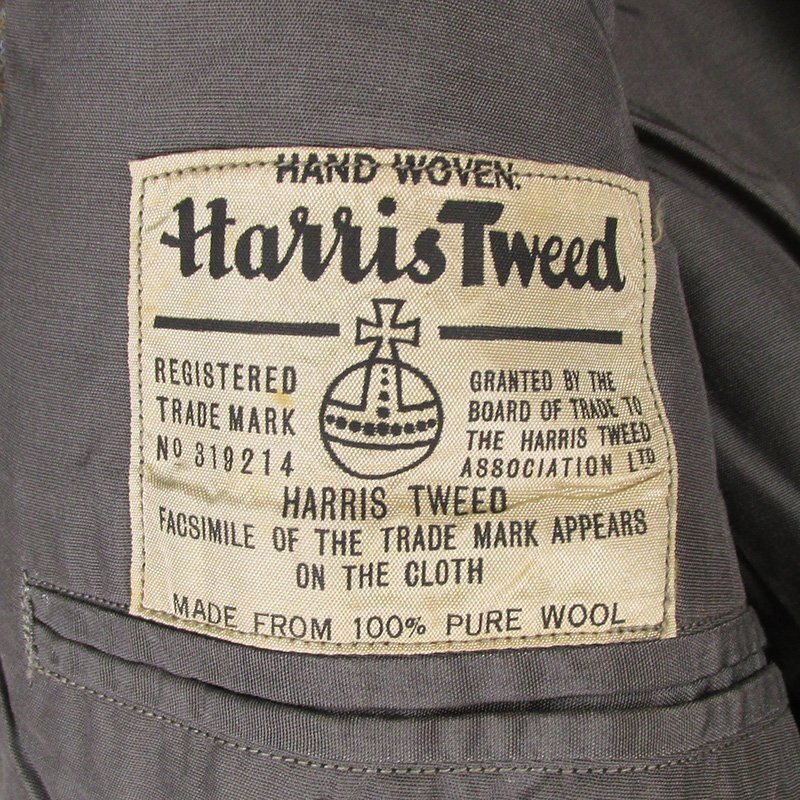 HAND WOVEN.
Harris Tweed
REGISTERED
TRADE MARK
No 319214
GRANTED BY THE
BOARD OF TRADE TO
THE HARRIS TWEED
ASSOCIATION LTD
HARRIS TWEED
FACSIMILE OF THE TRADE MARK APPEARS
ON THE CLOTH
MADE FROM 100% PURE WOOL